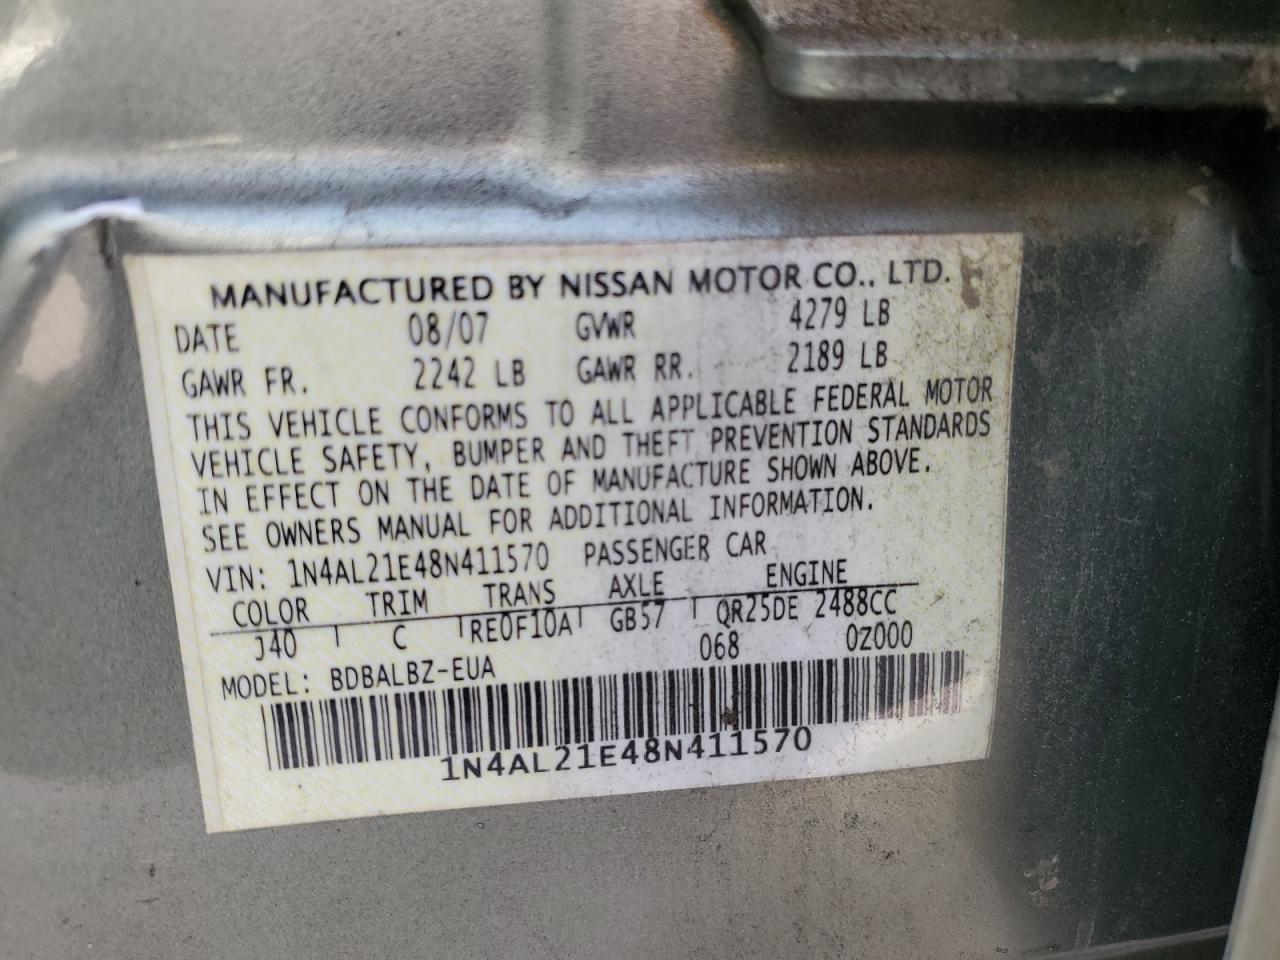 MANUFACTURED BY NISSAN MOTOR CO., LTD.
DATE 08/07 GVWR 4279 LB
GAWR FR. 2242 LB GAWR RR. 2189 LB
THIS VEHICLE CONFORMS TO ALL APPLICABLE FEDERAL MOTOR
VEHICLE SAFETY, BUMPER AND THEFT PREVENTION STANDARDS
IN EFFECT ON THE DATE OF MANUFACTURE SHOWN ABOVE.
SEE OWNERS MANUAL FOR ADDITIONAL INFORMATION.
VIN: 1N4AL21E48N411570 PASSENGER CAR
COLOR TRIM TRANS AXLE ENGINE
J40 C RE0F10A GB57 QR25DE 2488CC
068 0Z000
MODEL: BDBALBZ-EUA
1N4AL21E48N411570